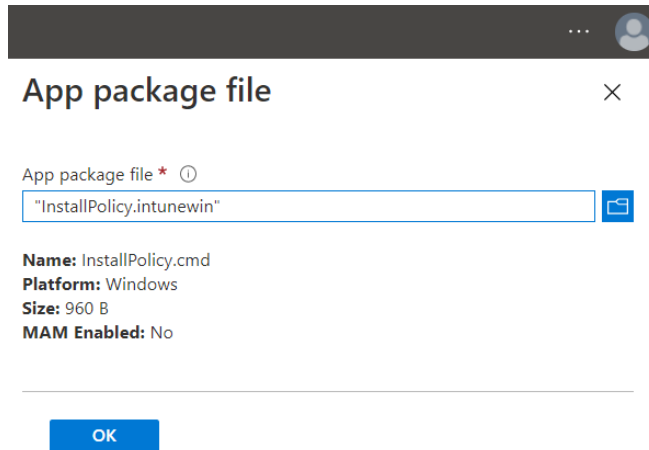 App package file
App package file *
"InstallPolicy.intunewin"
Name: InstallPolicy.cmd
Platform: Windows
Size: 960 B
MAM Enabled: No
OK